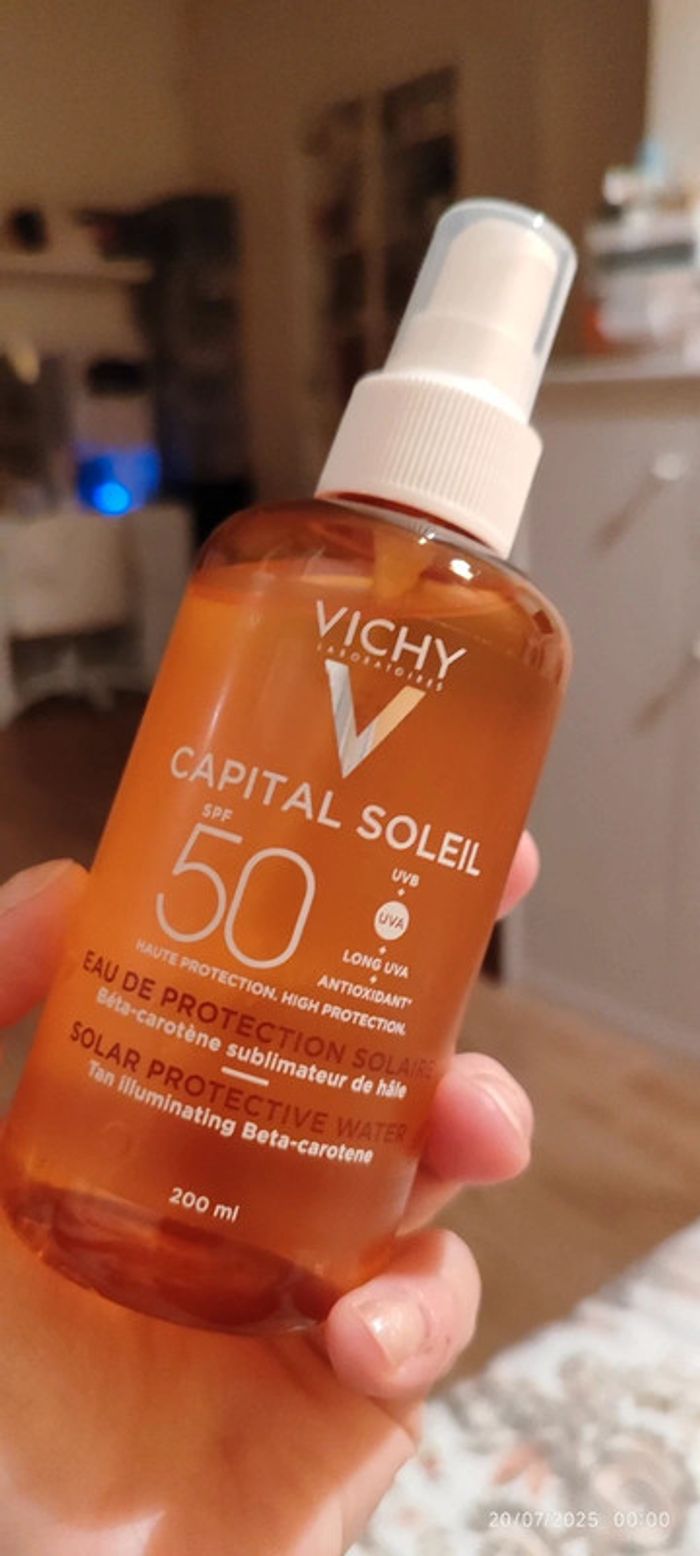 VICHY
LABORATOIRES
CAPITAL SOLEIL
SPF
50
UVB
+
UVA
+
LONG UVA
+
ANTIOXIDANT*
HAUTE PROTECTION. HIGH PROTECTION.
EAU DE PROTECTION SOLAIRE
Bêta-carotène sublimateur de hâle
SOLAR PROTECTIVE WATER
Tan illuminating Beta-carotene
200 ml
20/07/2025 00:00